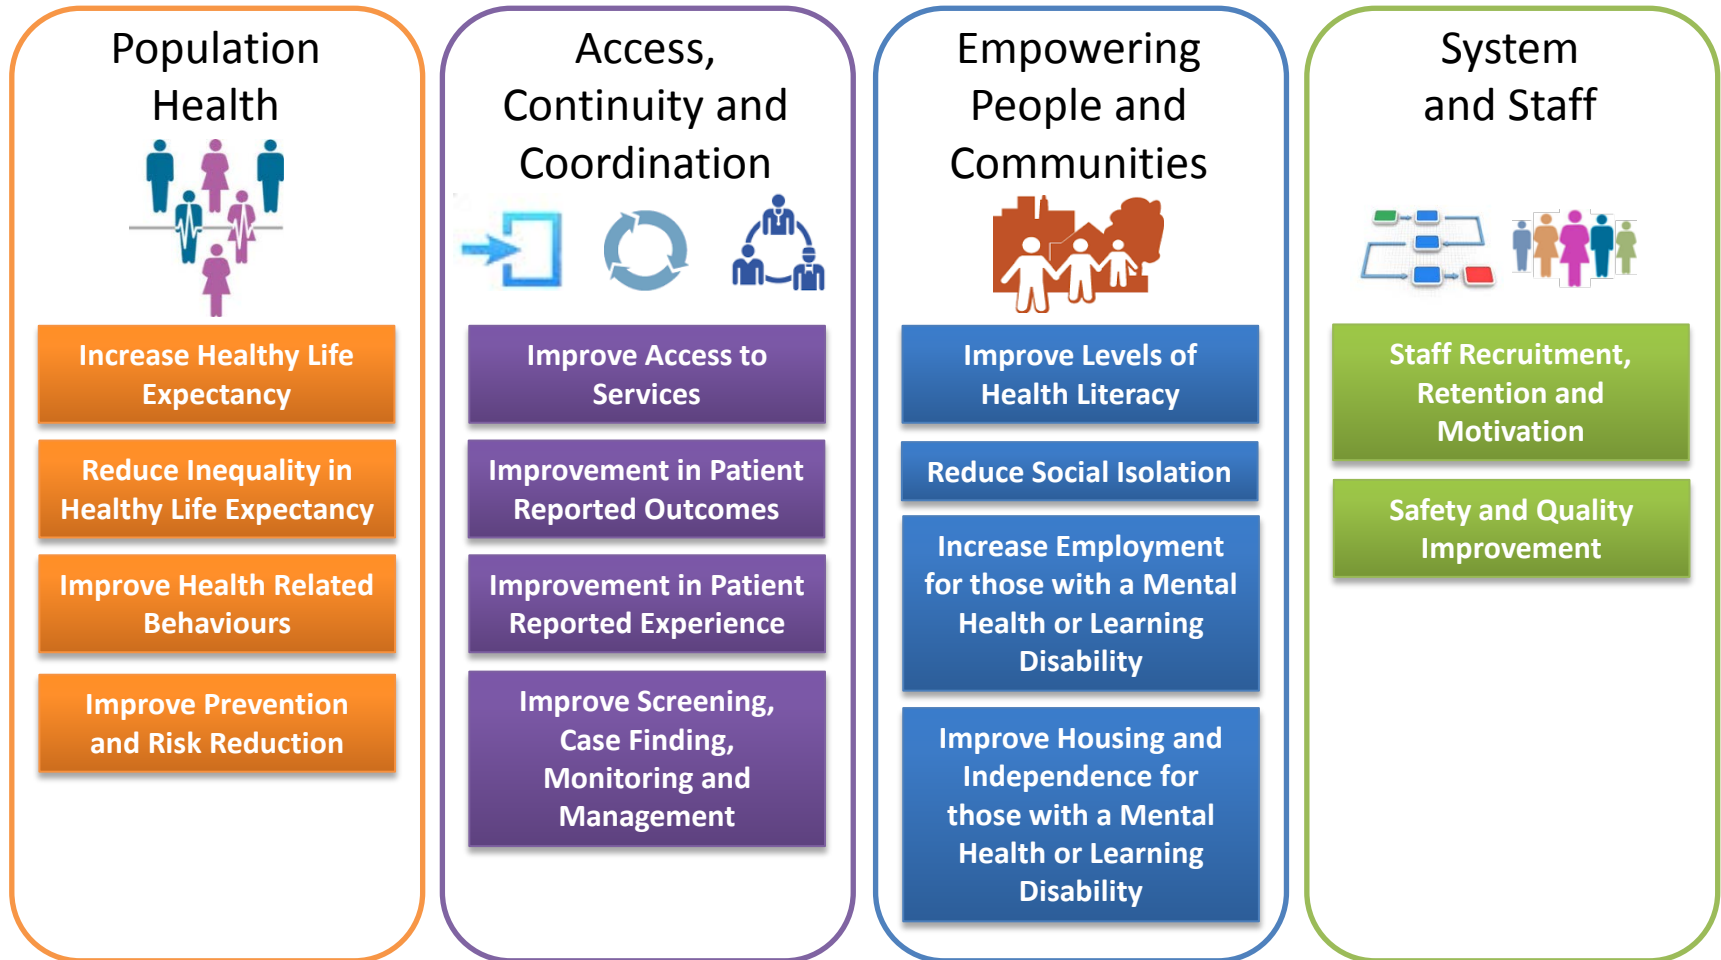 Population
Health
Increase Healthy Life
Expectancy
Reduce Inequality in
Healthy Life Expectancy
Improve Health Related
Behaviours
Improve Prevention
and Risk Reduction
Access,
Continuity and
Coordination
Improve Access to
Services
Improvement in Patient
Reported Outcomes
Improvement in Patient
Reported Experience
Improve Screening,
Case Finding,
Monitoring and
Management
Empowering
People and
Communities
Improve Levels of
Health Literacy
Reduce Social Isolation
Increase Employment
for those with a Mental
Health or Learning
Disability
Improve Housing and
Independence for
those with a Mental
Health or Learning
Disability
System
and Staff
Staff Recruitment,
Retention and
Motivation
Safety and Quality
Improvement